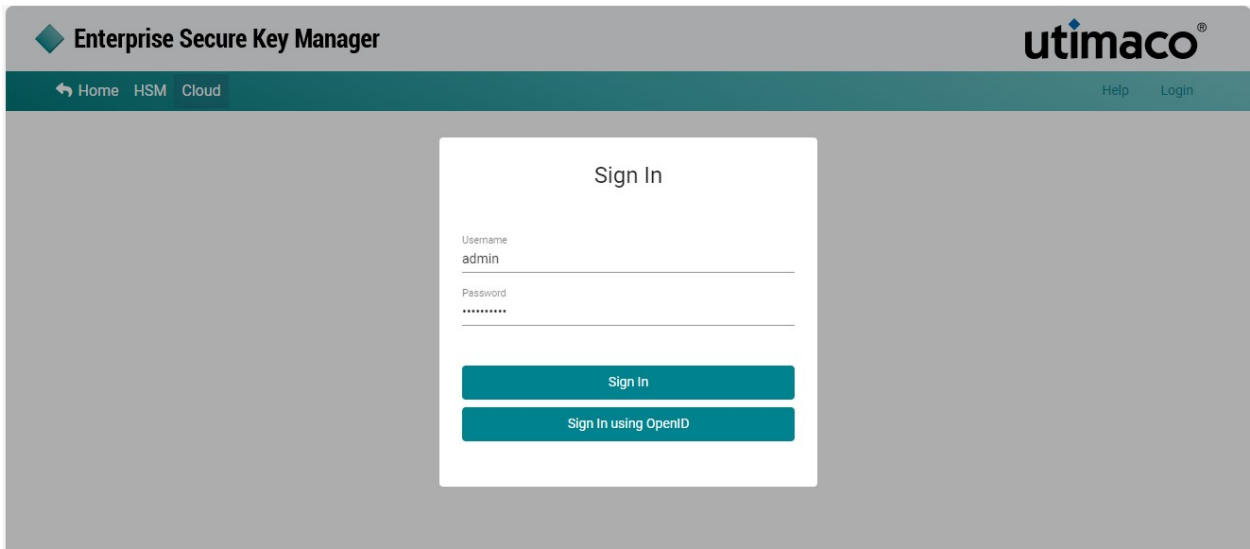 Enterprise Secure Key Manager
utimaco®
Home HSM Cloud
Help Login
Sign In
Username
admin
Password
••••••••••
Sign In
Sign In using OpenID